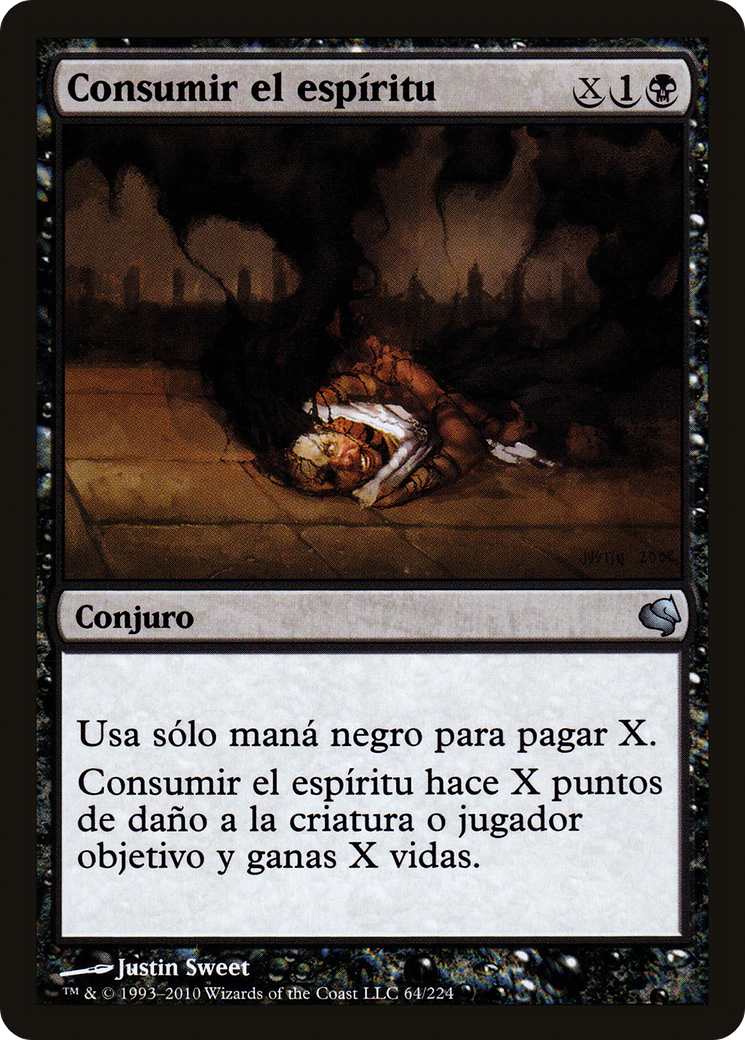 Consumir el espíritu X1
Conjuro
Usa sólo maná negro para pagar X.
Consumir el espíritu hace X puntos
de daño a la criatura o jugador
objetivo y ganas X vidas.
Justin Sweet
™ & © 1993–2010 Wizards of the Coast LLC 64/224